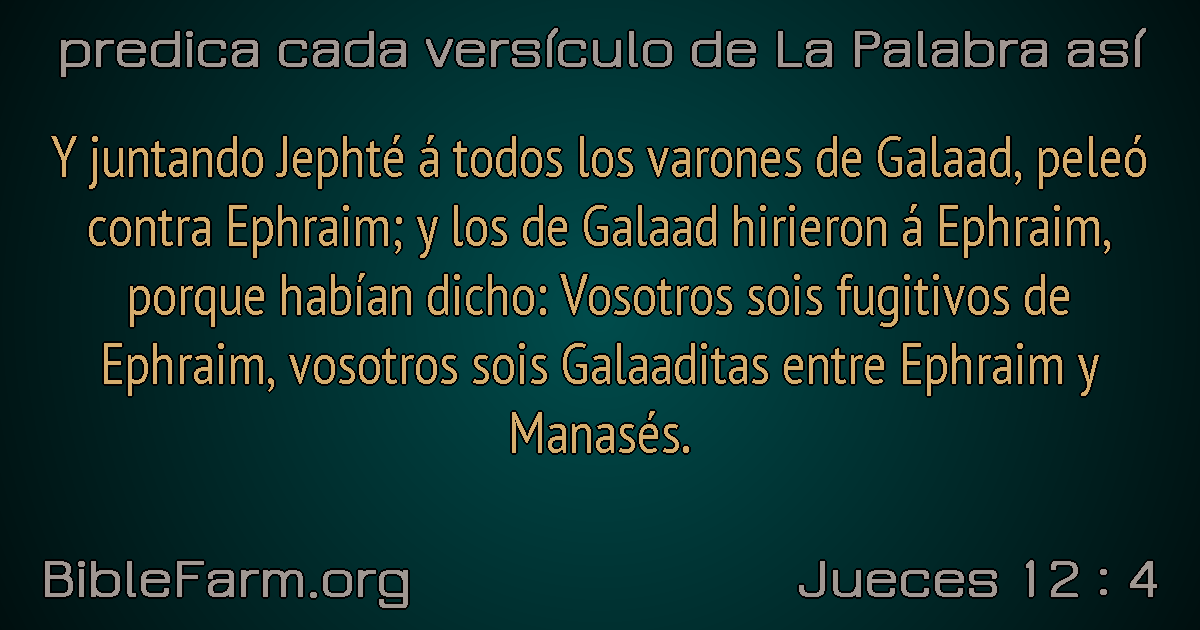 predica cada versículo de La Palabra así
Y juntando Jephté á todos los varones de Galaad, peleó
contra Ephraim; y los de Galaad hirieron á Ephraim,
porque habían dicho: Vosotros sois fugitivos de
Ephraim, vosotros sois Galaaditas entre Ephraim y
Manasés.
BibleFarm.org
Jueces 12 : 4